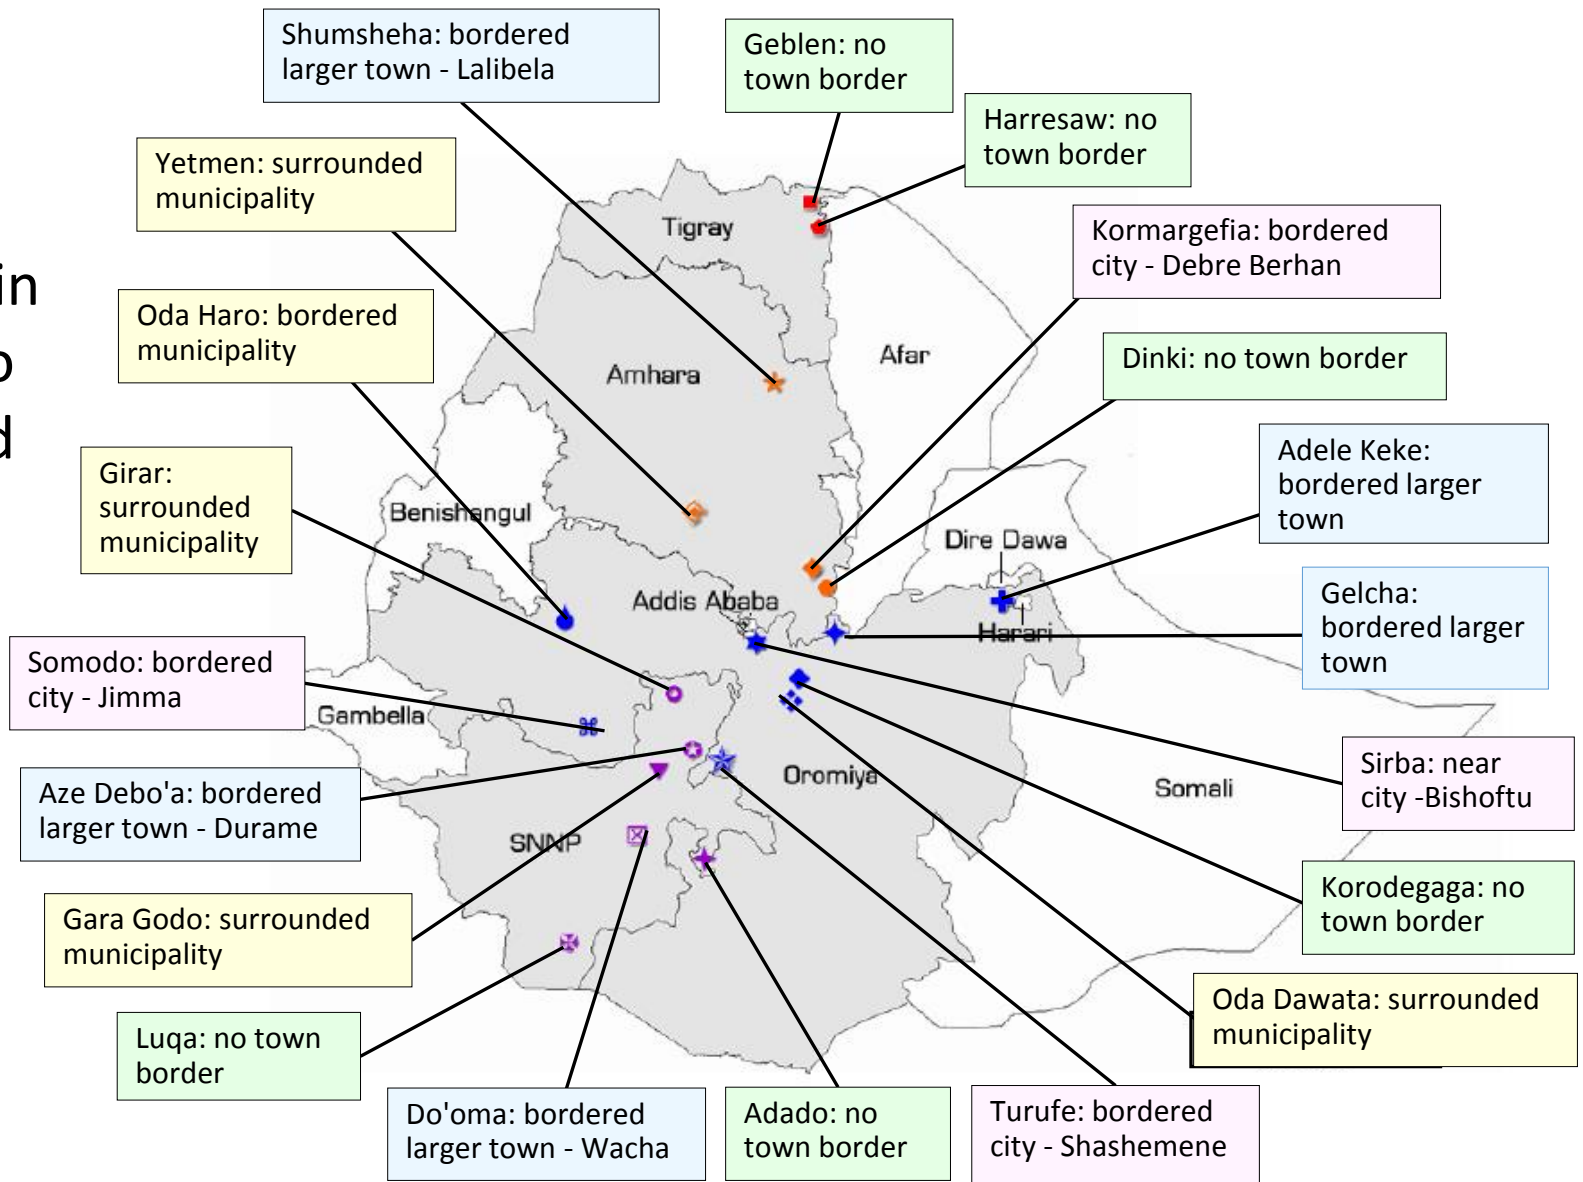 Shumsheha: bordered
larger town - Lalibela
Geblen: no
town border
Harresaw: no
town border
Yetmen: surrounded
municipality
Tigray
Kormargefia: bordered
city - Debre Berhan
in
Oda Haro: bordered
municipality
Afar
Dinki: no town border
Amhara
Girar:
surrounded
municipality
Adele Keke:
bordered larger
town
Benishangul
Dire Dawa
Addis Ababa
Harari
Gelcha:
bordered larger
town
Somodo: bordered
city - Jimma
Gambella
Oromiya
Somali
Sirba: near
city -Bishoftu
Aze Debo'a: bordered
larger town - Durame
SNNP
Korodegaga: no
town border
Gara Godo: surrounded
municipality
Oda Dawata: surrounded
municipality
Luqa: no town
border
Do'oma: bordered
larger town - Wacha
Adado: no
town border
Turufe: bordered
city - Shashemene